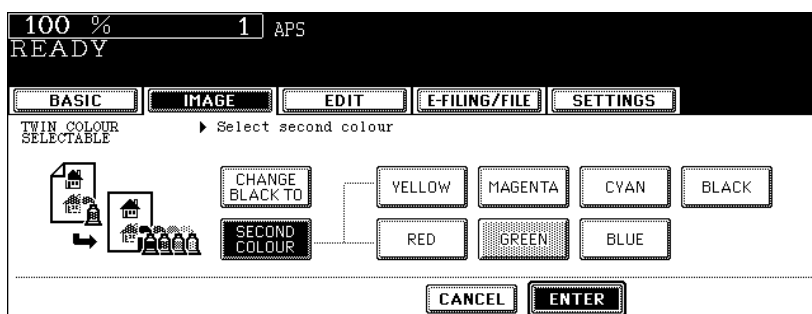 100 % 1 APS
READY
BASIC IMAGE EDIT E-FILING/FILE SETTINGS
TWIN COLOUR
SELECTABLE
Select second colour
CHANGE
BLACK TO
YELLOW MAGENTA CYAN BLACK
SECOND
COLOUR
RED GREEN BLUE
CANCEL ENTER